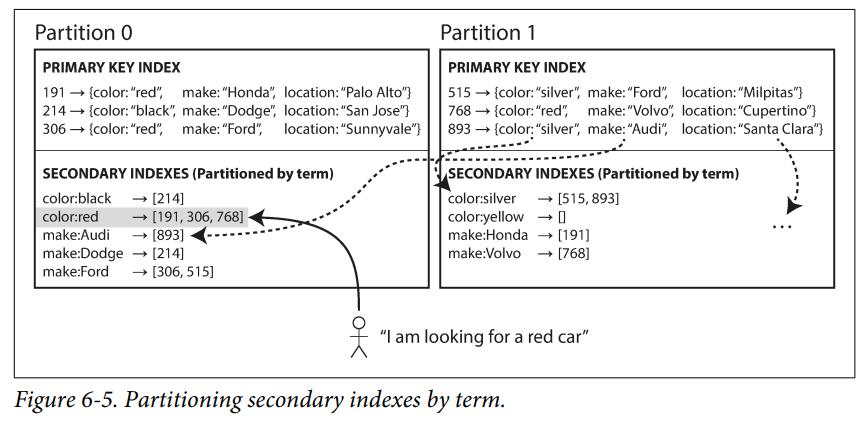 Partition 0
PRIMARY KEY INDEX
191 → {color: “red”, make: “Honda”, location: “Palo Alto”}
214 → {color: “black”, make: “Dodge”, location: “San Jose”}
306 → {color: “red”, make: “Ford”, location: “Sunnyvale”}
SECONDARY INDEXES (Partitioned by term)
color:black → [214]
color:red → [191, 306, 768]
make:Audi → [893]
make:Dodge → [214]
make:Ford → [306, 515]
Partition 1
PRIMARY KEY INDEX
515 → {color: “silver”, make: “Ford”, location: “Milpitas”}
768 → {color: “red”, make: “Volvo”, location: “Cupertino”}
893 → {color: “silver”, make: “Audi”, location: “Santa Clara”}
SECONDARY INDEXES (Partitioned by term)
color:silver → [515, 893]
color:yellow → []
make:Honda → [191]
make:Volvo → [768]
...
“I am looking for a red car”
Figure 6-5. Partitioning secondary indexes by term.